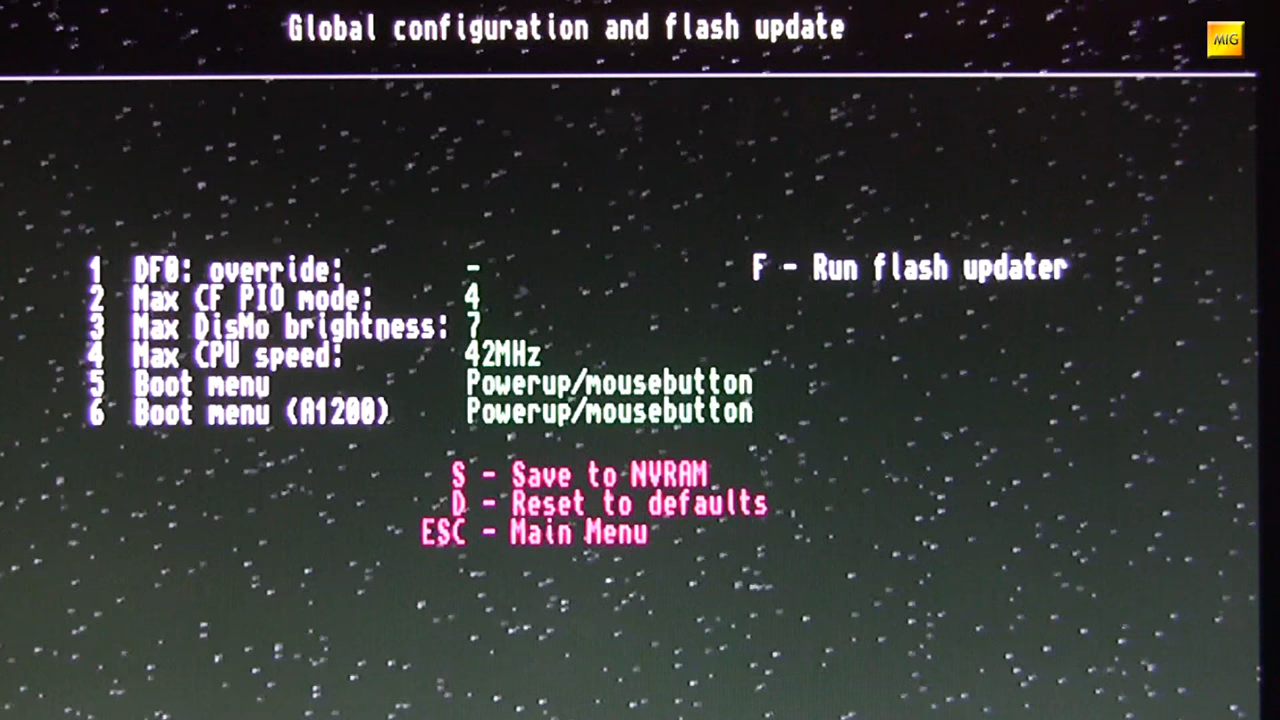 Global configuration and flash update
MIG
1 DF0: override: -
F - Run flash updater
2 Max CF PIO mode: 4
3 Max DisMo brightness: 7
4 Max CPU speed: 42MHz
5 Boot menu Powerup/mousebutton
6 Boot menu (A1200) Powerup/mousebutton
S - Save to NVRAM
D - Reset to defaults
ESC - Main Menu